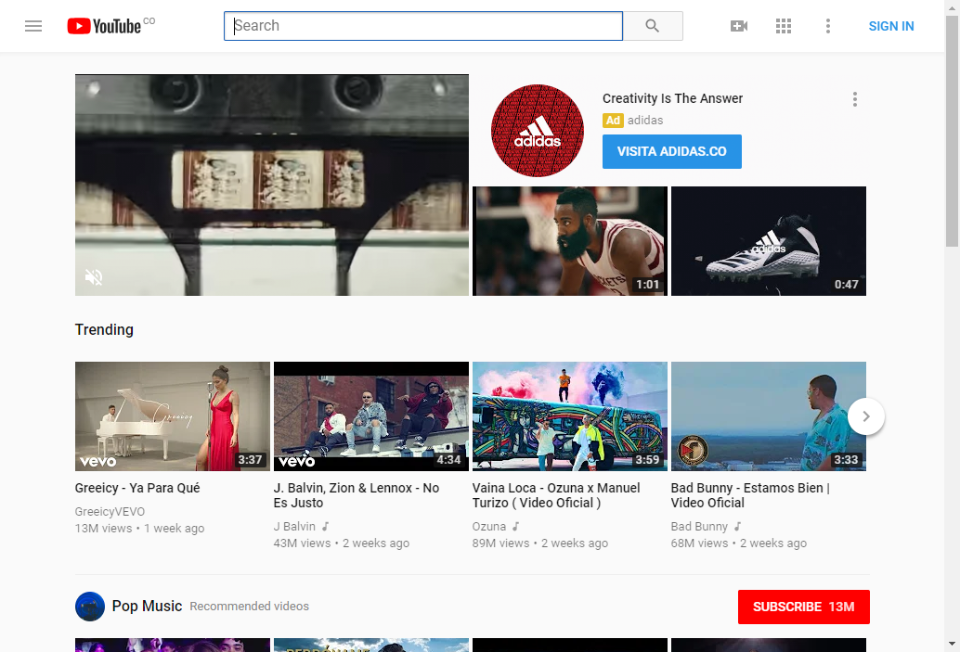 YouTube CO
Search
SIGN IN
Creativity Is The Answer
Ad adidas
VISITA ADIDAS.CO
adidas
adidas
1:01
0:47
Trending
Greeicy
vevo
3:37
vevo
4:34
3:59
3:33
Greeicy - Ya Para Qué
GreeicyVEVO
13M views • 1 week ago
J. Balvin, Zion & Lennox - No
Es Justo
J Balvin
43M views • 2 weeks ago
Vaina Loca - Ozuna x Manuel
Turizo ( Video Oficial )
Ozuna
89M views • 2 weeks ago
Bad Bunny - Estamos Bien |
Video Oficial
Bad Bunny
68M views • 2 weeks ago
Pop Music Recommended videos
SUBSCRIBE 13M